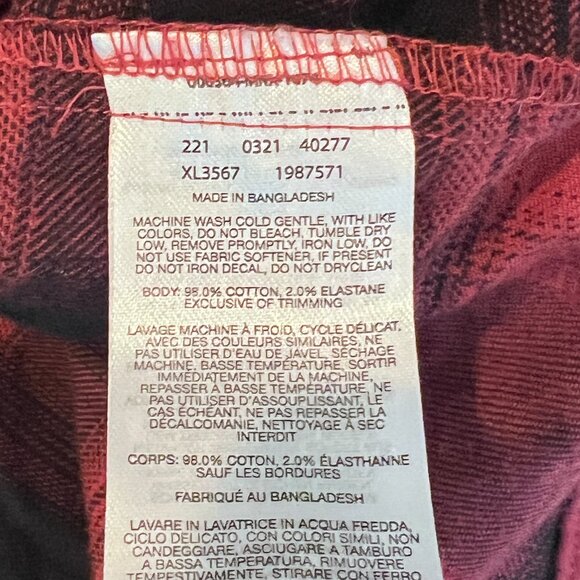 221 0321 40277
XL3567 1987571
MADE IN BANGLADESH
MACHINE WASH COLD GENTLE, WITH LIKE
COLORS, DO NOT BLEACH, TUMBLE DRY
LOW, REMOVE PROMPTLY, IRON LOW, DO
NOT USE FABRIC SOFTENER, IF PRESENT
DO NOT IRON DECAL, DO NOT DRYCLEAN
BODY: 98.0% COTTON, 2.0% ELASTANE
EXCLUSIVE OF TRIMMING
LAVAGE MACHINE À FROID, CYCLE DÉLICAT,
AVEC DES COULEURS SIMILAIRES, NE
PAS UTILISER D'EAU DE JAVEL, SÉCHAGE
MACHINE, BASSE TEMPÉRATURE, SORTIR
IMMÉDIATEMENT DE LA MACHINE,
REPASSER A BASSE TEMPÉRATURE, NE
PAS UTILISER D'ASSOUPLISSANT, LE
CAS ÉCHÉANT, NE PAS REPASSER LA
DÉCALCOMANIE, NETTOYAGE À SEC
INTERDIT
CORPS: 98.0% COTON, 2.0% ÉLASTHANNE
SAUF LES BORDURES
FABRIQUÉ AU BANGLADESH
LAVARE IN LAVATRICE IN ACQUA FREDDA,
CICLO DELICATO, CON COLORI SIMILI, NON
CANDEGGIARE, ASCIUGARE A TAMBURO
A BASSA TEMPERATURA, RIMUOVERE
TEMPESTIVAMENTE, STIRARE CON FERRO